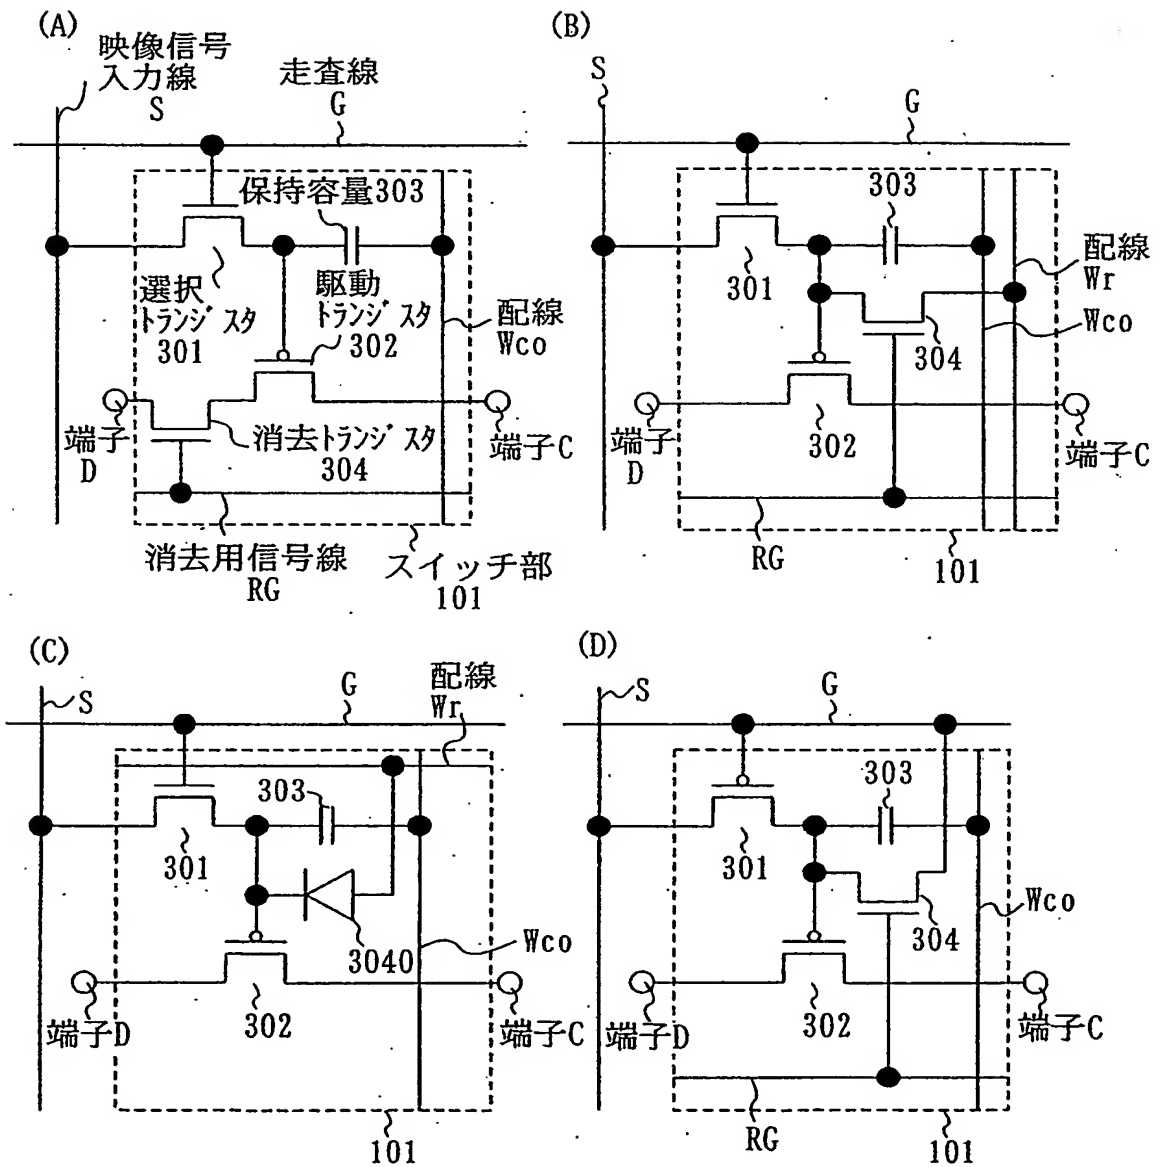 (A)
映像信号
入力線
S
走査線
G
保持容量303
選択
トランジスタ
301
駆動
トランジスタ
302
配線
Wco
端子
D
消去トランジスタ
304
端子C
消去用信号線
RG
スイッチ部
101
(B)
S
G
303
301
配線
Wr
Wco
304
端子
D
302
端子C
RG
101
(C)
S
G
配線
Wr
303
301
3040
Wco
端子D
302
端子C
101
(D)
S
G
303
301
304
Wco
端子D
302
端子C
RG
101